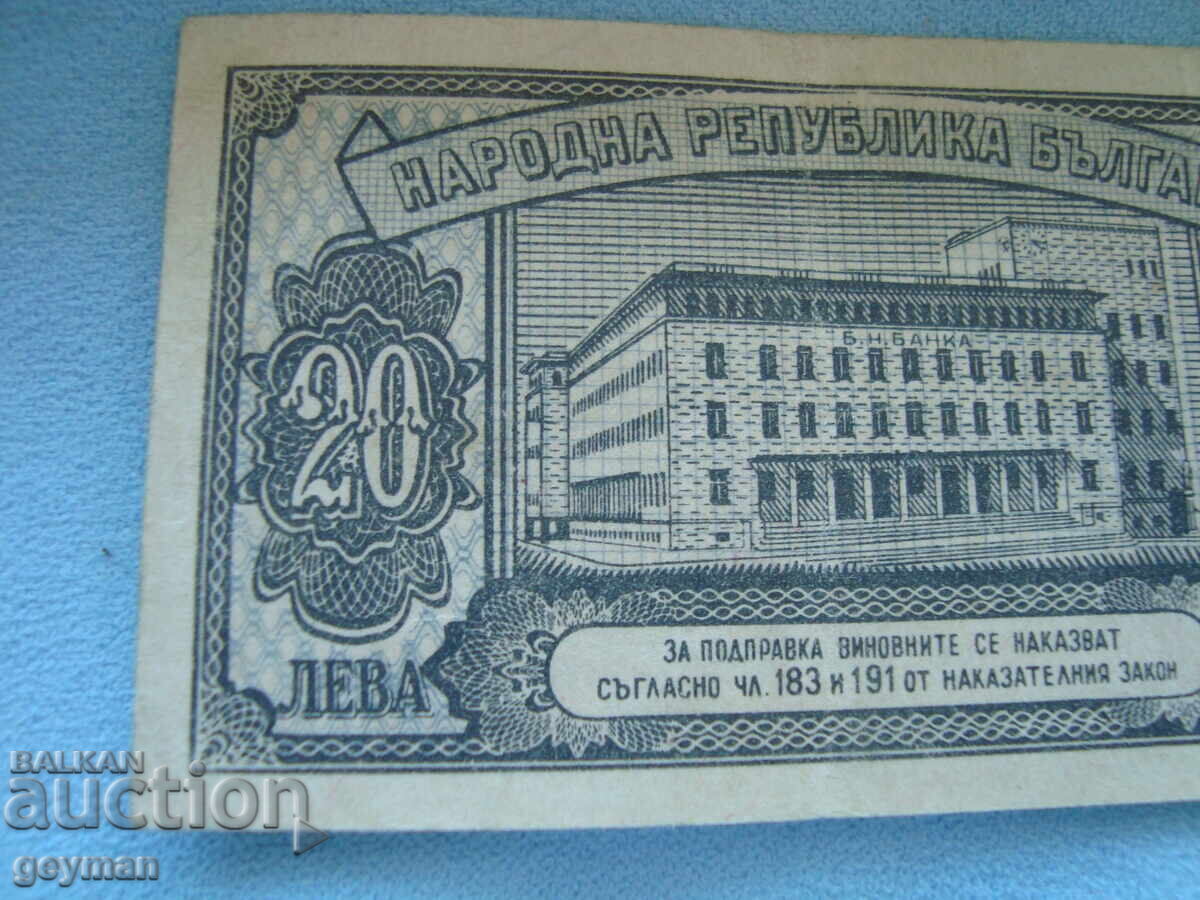 НАРОДНА РЕПУБЛИКА БЪЛГА
Б.Н.БАНКА
20
ЛЕВА
ЗА ПОДПРАВКА ВИНОВНИТЕ СЕ НАКАЗВАТ
СЪГЛАСНО ЧЛ. 183 И 191 ОТ НАКАЗАТЕЛНИЯ ЗАКОН
BALKAN
auction
geyman